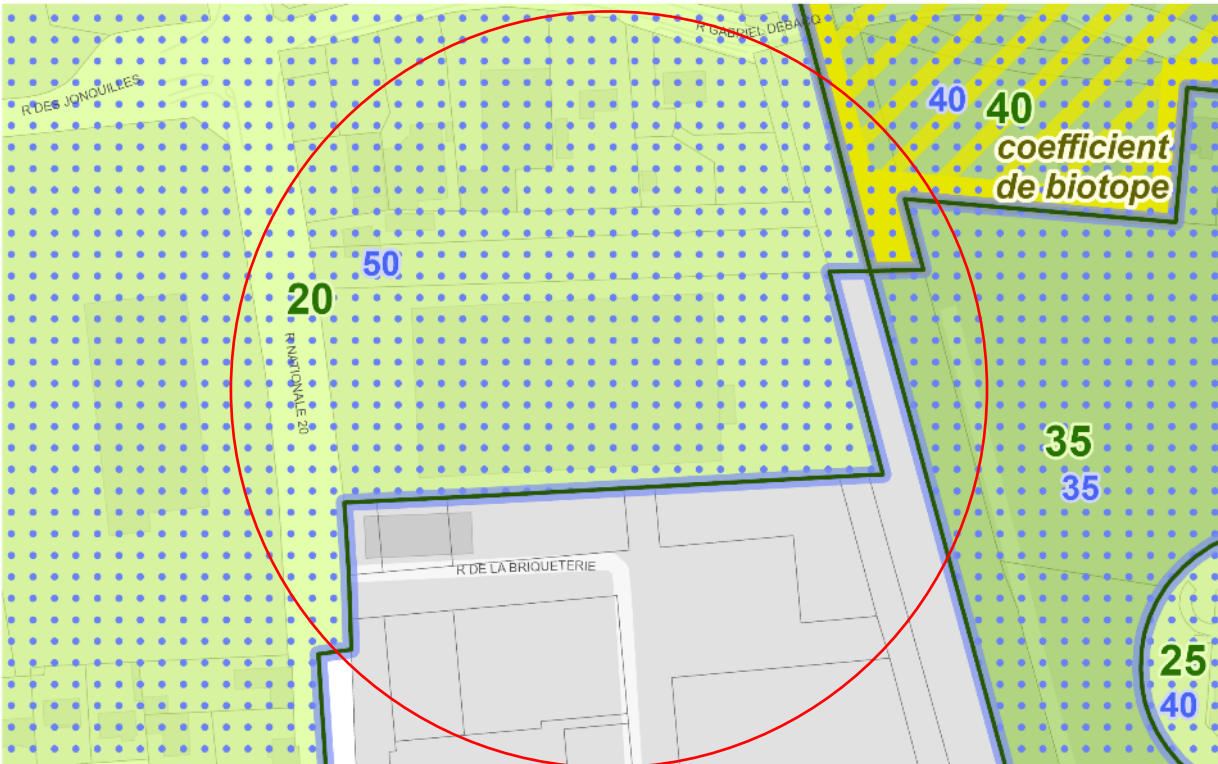 R GABRIEL DEBACQ
R DES JONQUILLES
40 40
coefficient
de biotope
50
20
R NATIONALE 20
35
35
R DE LA BRIQUETERIE
25
40